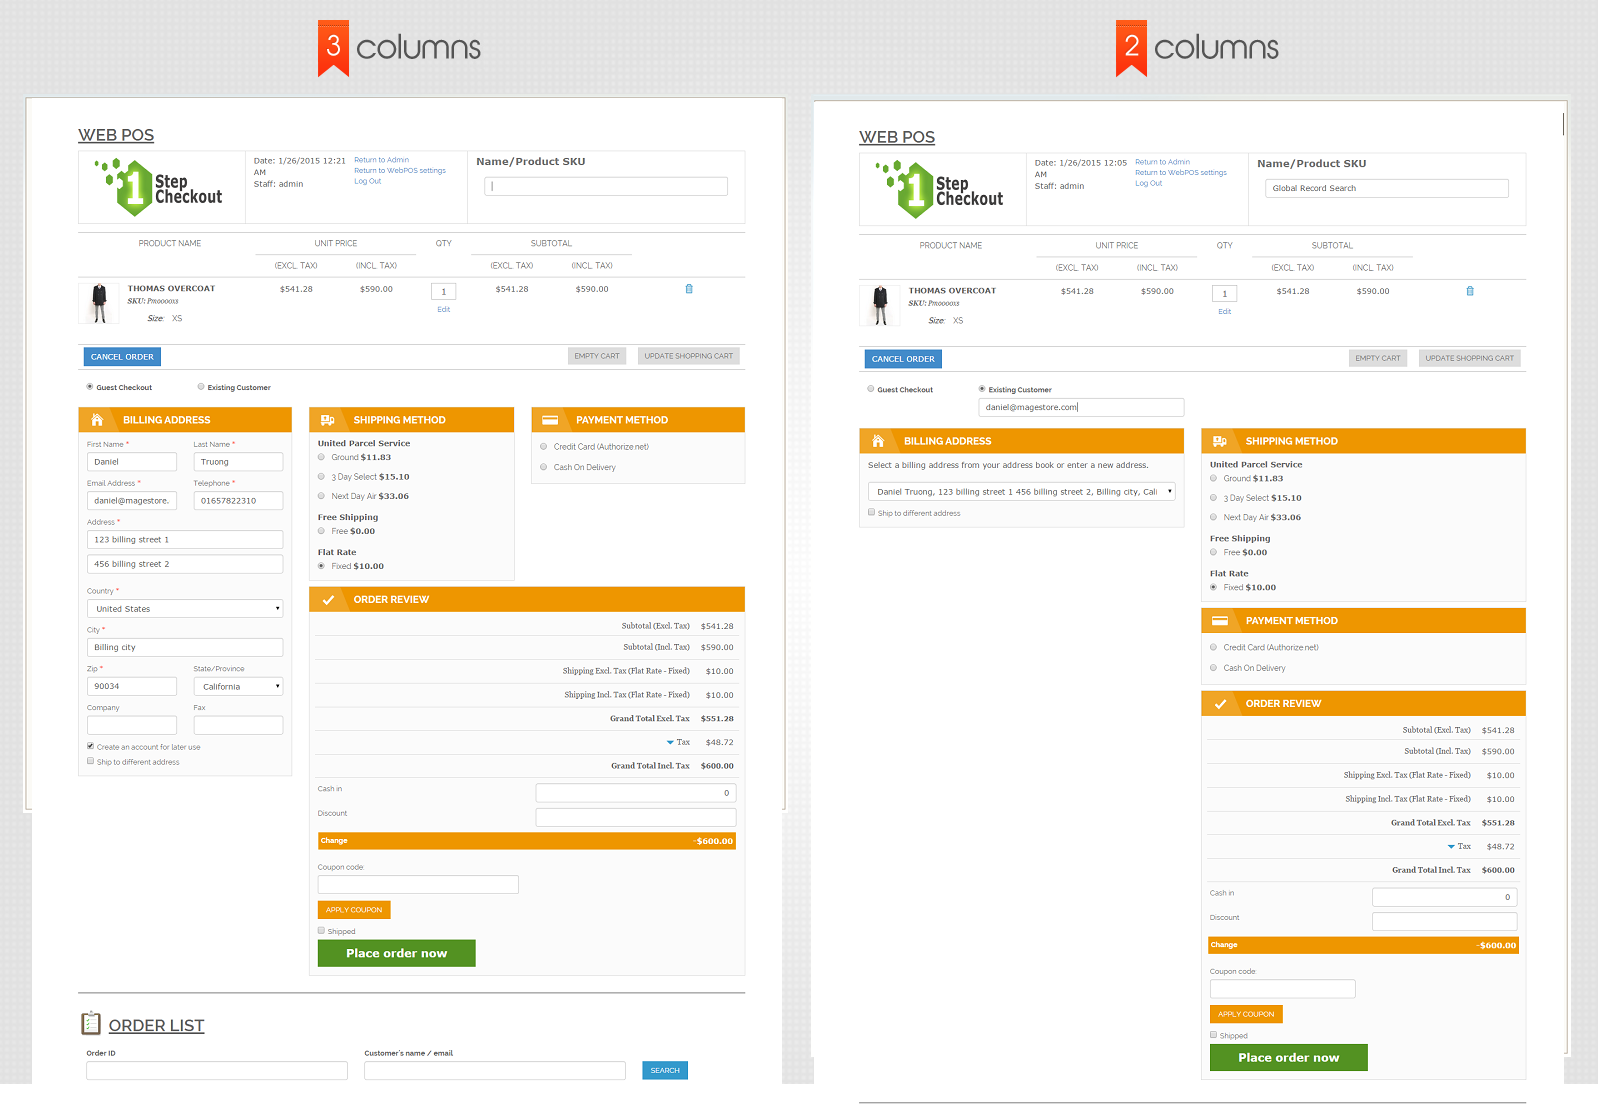 3 columns
WEB POS
1 Step Checkout
Date: 1/26/2015 12:21 AM
Staff: admin
Return to Admin
Return to WebPOS settings
Log Out
Name/Product SKU
PRODUCT NAME UNIT PRICE QTY SUBTOTAL
(EXCL. TAX) (INCL. TAX) (EXCL. TAX) (INCL. TAX)
THOMAS OVERCOAT $541.28 $590.00 1 $541.28 $590.00
SKU: Pm0000xs
Edit
Size: XS
CANCEL ORDER EMPTY CART UPDATE SHOPPING CART
Guest Checkout Existing Customer
BILLING ADDRESS
First Name * Last Name *
Daniel Truong
Email Address * Telephone *
daniel@magestore. 01657822310
Address *
123 billing street 1
456 billing street 2
Country *
United States
City *
Billing city
Zip * State/Province
90034 California
Company Fax
Create an account for later use
Ship to different address
SHIPPING METHOD
United Parcel Service
Ground $11.83
3 Day Select $15.10
Next Day Air $33.06
Free Shipping
Free $0.00
Flat Rate
Fixed $10.00
PAYMENT METHOD
Credit Card (Authorize.net)
Cash On Delivery
ORDER REVIEW
Subtotal (Excl. Tax) $541.28
Subtotal (Incl. Tax) $590.00
Shipping Excl. Tax (Flat Rate - Fixed) $10.00
Shipping Incl. Tax (Flat Rate - Fixed) $10.00
Grand Total Excl. Tax $551.28
Tax $48.72
Grand Total Incl. Tax $600.00
Cash in 0
Discount
Change -$600.00
Coupon code:
APPLY COUPON
Shipped
Place order now
ORDER LIST
Order ID Customer's name / email
SEARCH
2 columns
WEB POS
1 Step Checkout
Date: 1/26/2015 12:05 AM
Staff: admin
Return to Admin
Return to WebPOS settings
Log Out
Name/Product SKU
Global Record Search
PRODUCT NAME UNIT PRICE QTY SUBTOTAL
(EXCL. TAX) (INCL. TAX) (EXCL. TAX) (INCL. TAX)
THOMAS OVERCOAT $541.28 $590.00 1 $541.28 $590.00
SKU: Pm0000xs
Edit
Size: XS
CANCEL ORDER EMPTY CART UPDATE SHOPPING CART
Guest Checkout Existing Customer
daniel@magestore.com
BILLING ADDRESS
Select a billing address from your address book or enter a new address.
Daniel Truong, 123 billing street 1 456 billing street 2, Billing city, Cali
Ship to different address
SHIPPING METHOD
United Parcel Service
Ground $11.83
3 Day Select $15.10
Next Day Air $33.06
Free Shipping
Free $0.00
Flat Rate
Fixed $10.00
PAYMENT METHOD
Credit Card (Authorize.net)
Cash On Delivery
ORDER REVIEW
Subtotal (Excl. Tax) $541.28
Subtotal (Incl. Tax) $590.00
Shipping Excl. Tax (Flat Rate - Fixed) $10.00
Shipping Incl. Tax (Flat Rate - Fixed) $10.00
Grand Total Excl. Tax $551.28
Tax $48.72
Grand Total Incl. Tax $600.00
Cash in 0
Discount
Change -$600.00
Coupon code:
APPLY COUPON
Shipped
Place order now